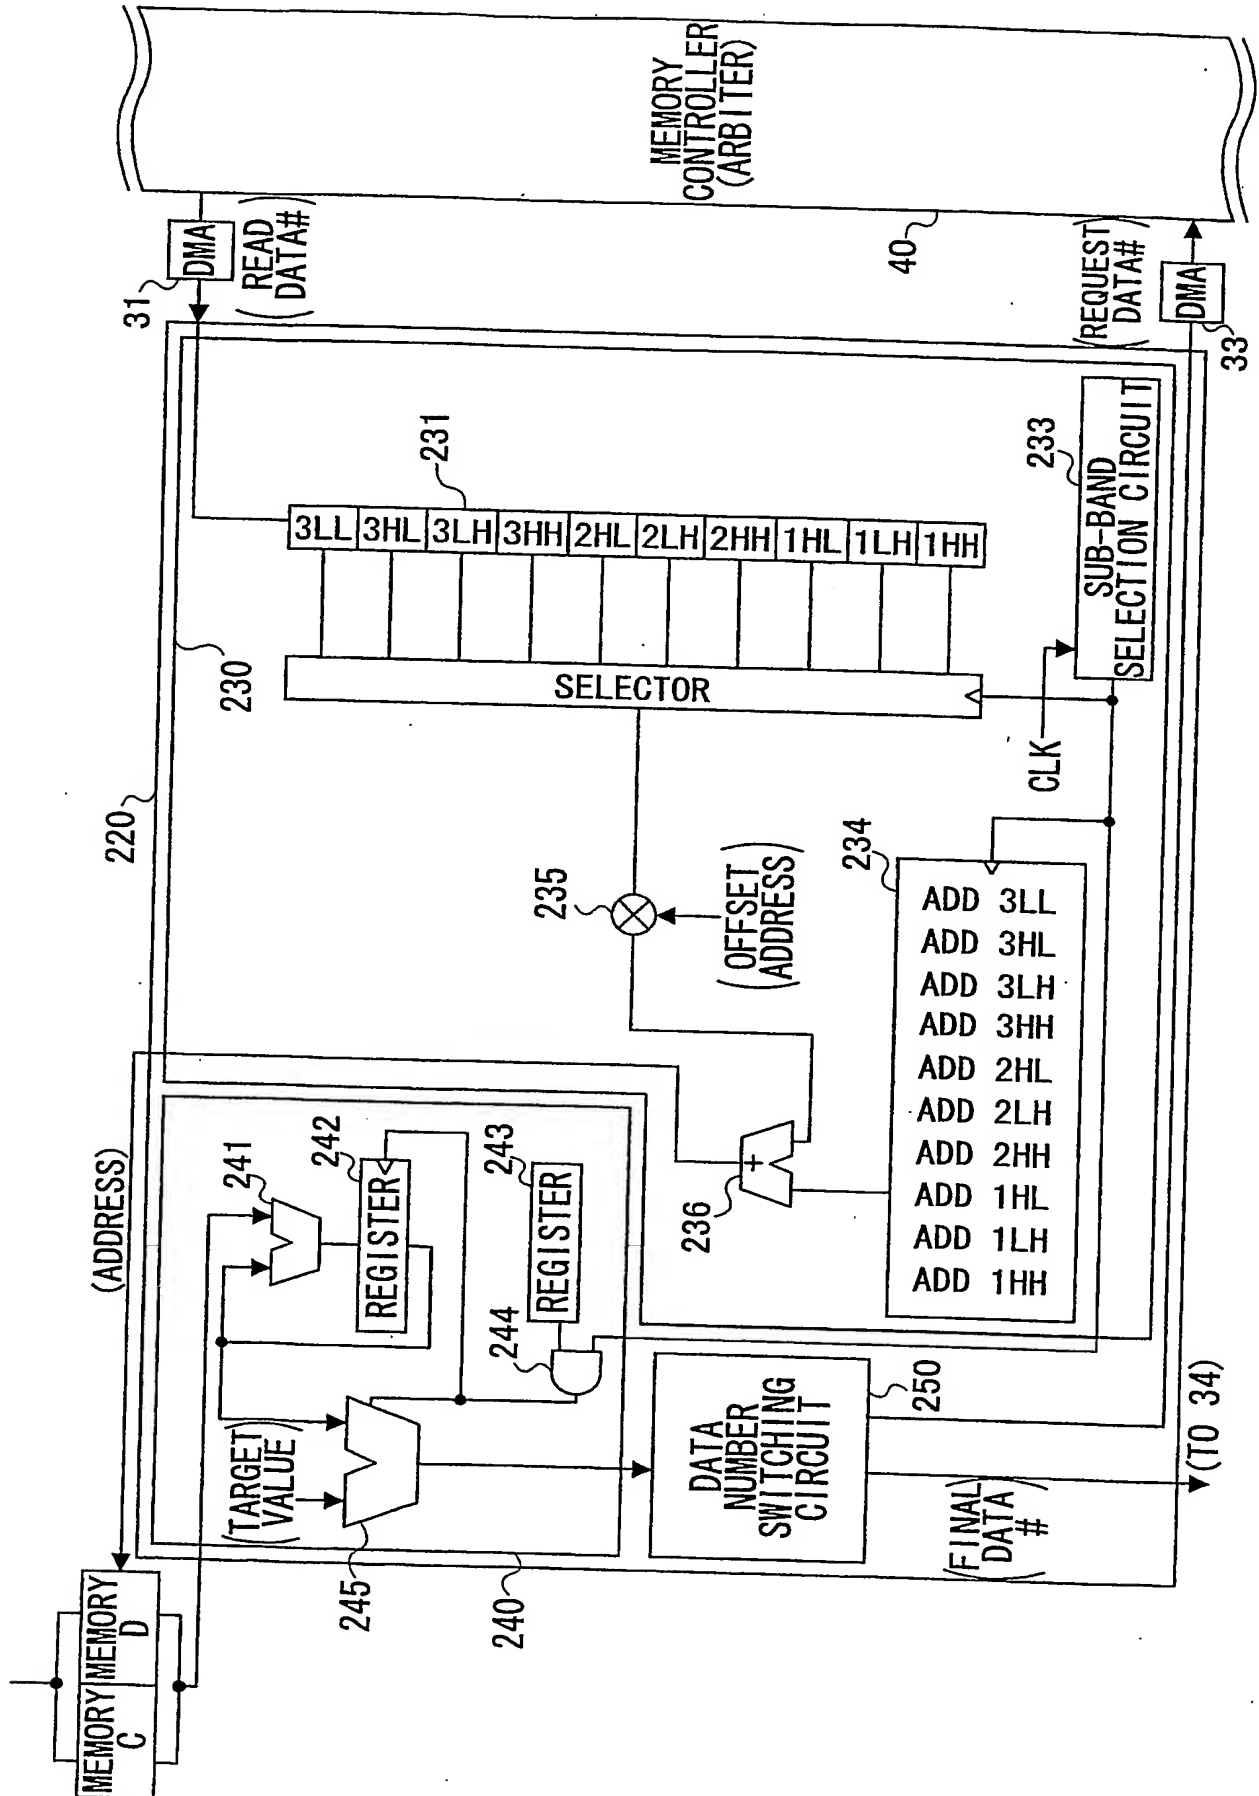 MEMORY
C
MEMORY
D
(ADDRESS)
220
230
31
DMA
(READ
DATA#)
MEMORY
CONTROLLER
(ARBITER)
40
241
242
REGISTER
243
REGISTER
244
(TARGET
VALUE)
245
240
231
3LL
3HL
3LH
3HH
2HL
2LH
2HH
1HL
1LH
1HH
SELECTOR
235
(OFFSET
ADDRESS)
236
+
234
ADD 3LL
ADD 3HL
ADD 3LH
ADD 3HH
ADD 2HL
ADD 2LH
ADD 2HH
ADD 1HL
ADD 1LH
ADD 1HH
CLK
233
SUB-BAND
SELECTION CIRCUIT
DATA
NUMBER
SWITCHING
CIRCUIT
250
(FINAL
DATA
#)
(TO 34)
(REQUEST
DATA#)
DMA
33